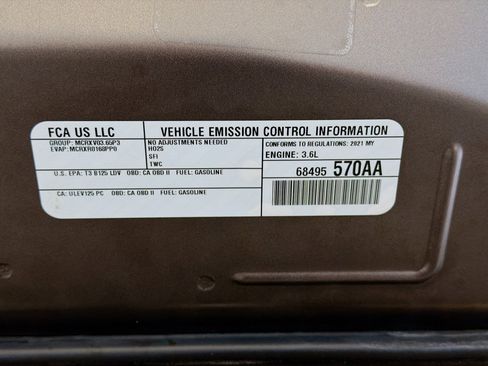 FCA US LLC
GROUP: MCRXV03.65P3
EVAP: MCRXR0168PP0
VEHICLE EMISSION CONTROL INFORMATION
NO ADJUSTMENTS NEEDED
HO2S
SFI
TWC
CONFORMS TO REGULATIONS: 2021 MY
ENGINE: 3.6L
U.S. EPA: T3 B125 LDV OBD: CA OBD II FUEL: GASOLINE
CA: ULEV125 PC OBD: CA OBD II FUEL: GASOLINE
68495 570AA